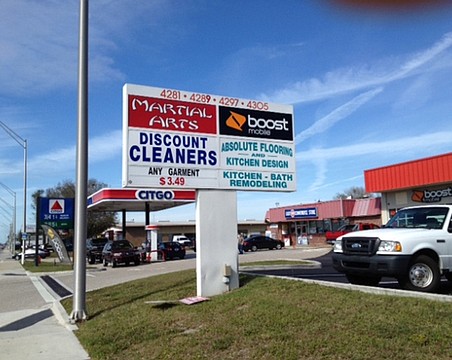 4281 • 4289 • 4297 • 4305
MARTIAL
ARTS
boost
mobile
DISCOUNT
CLEANERS
ANY GARMENT
$3.49
ABSOLUTE FLOORING
AND
KITCHEN DESIGN
KITCHEN - BATH
REMODELING
CITGO
boost